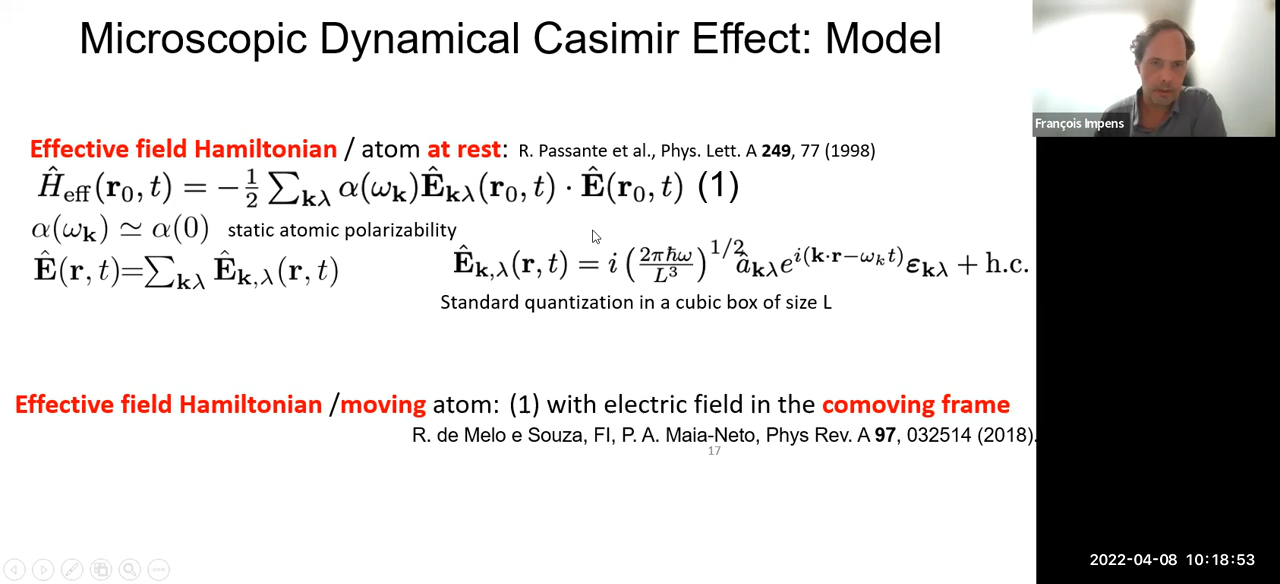 Microscopic Dynamical Casimir Effect: Model
François Impens
Effective field Hamiltonian / atom at rest: R. Passante et al., Phys. Lett. A 249, 77 (1998)
Ĥ_eff(r₀, t) = −½ ∑_kλ α(ω_k)Ê_kλ(r₀, t) · Ê(r₀, t) (1)
α(ω_k) ≃ α(0) static atomic polarizability
Ê(r, t)=∑_kλ Ê_k,λ(r, t)
Ê_k,λ(r, t) = i (2πℏω/L³)^1/2 â_kλ e^i(k·r−ω_k t) ε_kλ + h.c.
Standard quantization in a cubic box of size L
Effective field Hamiltonian /moving atom: (1) with electric field in the comoving frame
R. de Melo e Souza, FI, P. A. Maia-Neto, Phys Rev. A 97, 032514 (2018).
17
2022-04-08 10:18:53